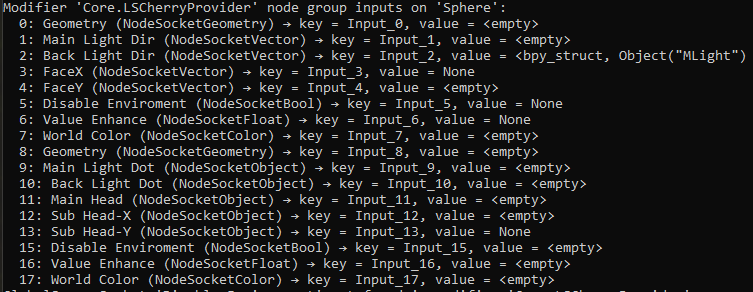 Modifier 'Core.LSCherryProvider' node group inputs on 'Sphere':
0: Geometry (NodeSocketGeometry) → key = Input_0, value = <empty>
1: Main Light Dir (NodeSocketVector) → key = Input_1, value = <empty>
2: Back Light Dir (NodeSocketVector) → key = Input_2, value = <bpy_struct, Object("MLight")
3: FaceX (NodeSocketVector) → key = Input_3, value = None
4: FaceY (NodeSocketVector) → key = Input_4, value = <empty>
5: Disable Enviroment (NodeSocketBool) → key = Input_5, value = None
6: Value Enhance (NodeSocketFloat) → key = Input_6, value = None
7: World Color (NodeSocketColor) → key = Input_7, value = <empty>
8: Geometry (NodeSocketGeometry) → key = Input_8, value = <empty>
9: Main Light Dot (NodeSocketObject) → key = Input_9, value = <empty>
10: Back Light Dot (NodeSocketObject) → key = Input_10, value = <empty>
11: Main Head (NodeSocketObject) → key = Input_11, value = <empty>
12: Sub Head-X (NodeSocketObject) → key = Input_12, value = <empty>
13: Sub Head-Y (NodeSocketObject) → key = Input_13, value = None
15: Disable Enviroment (NodeSocketBool) → key = Input_15, value = <empty>
16: Value Enhance (NodeSocketFloat) → key = Input_16, value = <empty>
17: World Color (NodeSocketColor) → key = Input_17, value = <empty>